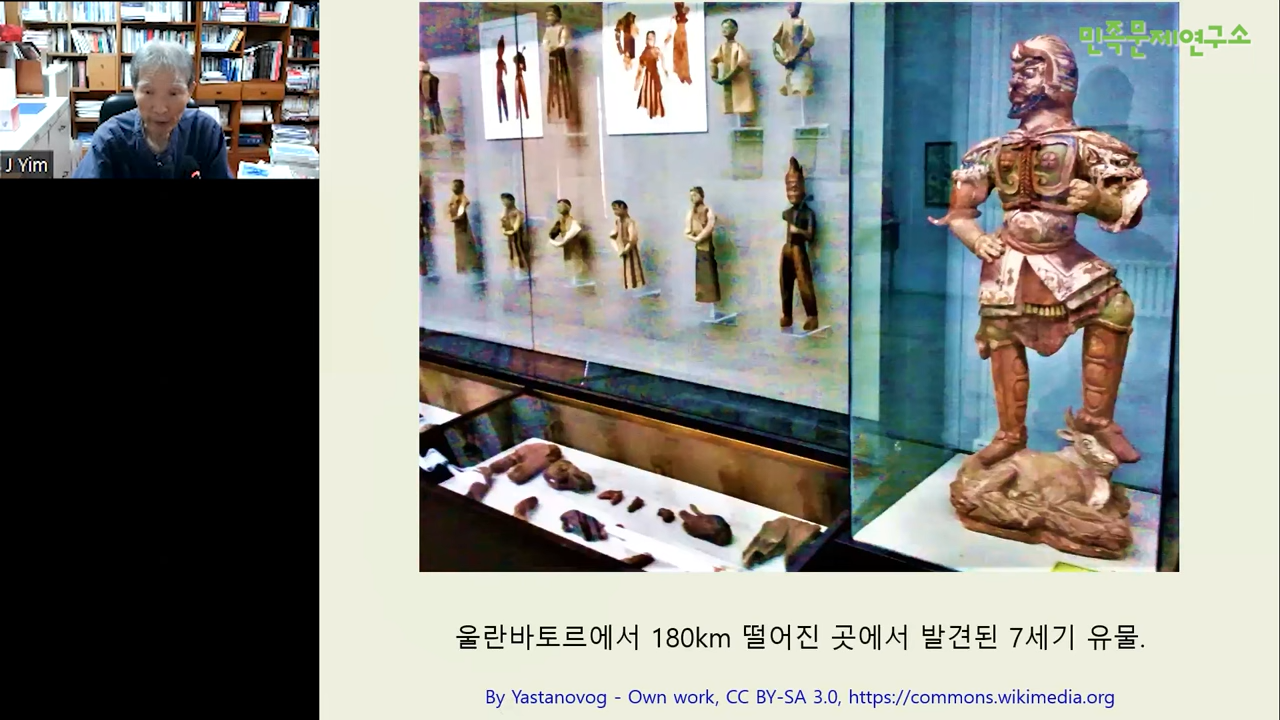 민족문제연구소
J Yim
울란바토르에서 180km 떨어진 곳에서 발견된 7세기 유물.
By Yastanovog - Own work, CC BY-SA 3.0, https://commons.wikimedia.org